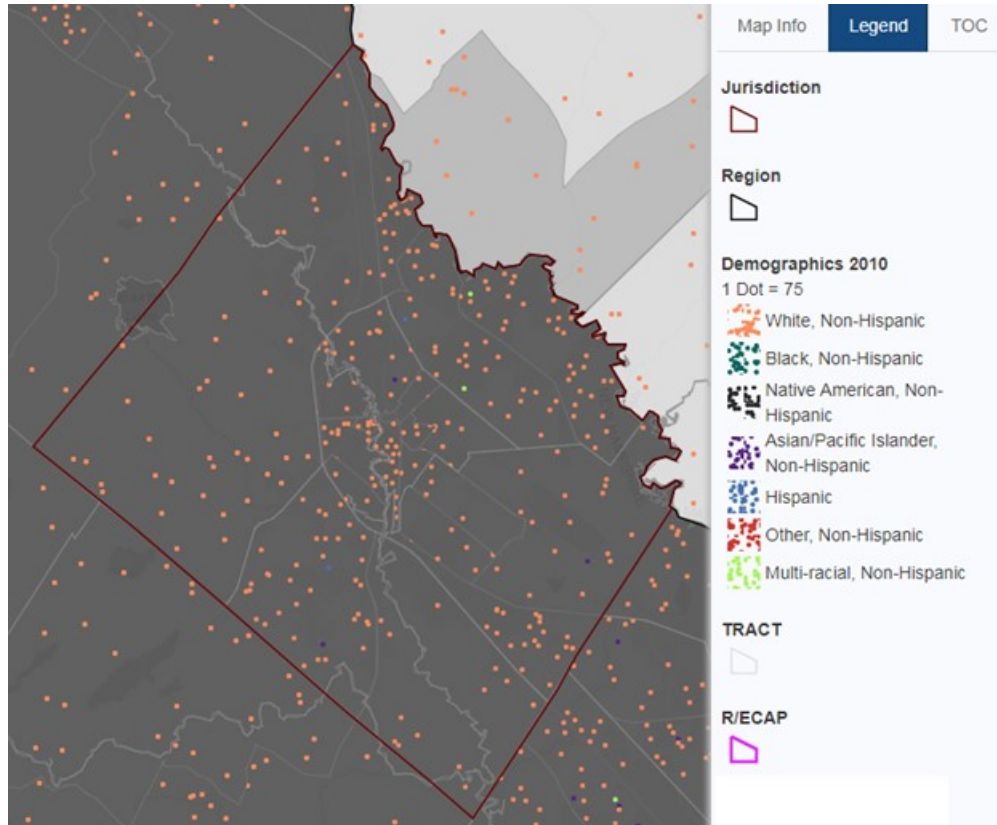 Map Info Legend TOC
Jurisdiction
Region
Demographics 2010
1 Dot = 75
White, Non-Hispanic
Black, Non-Hispanic
Native American, Non-
Hispanic
Asian/Pacific Islander,
Non-Hispanic
Hispanic
Other, Non-Hispanic
Multi-racial, Non-Hispanic
TRACT
R/ECAP